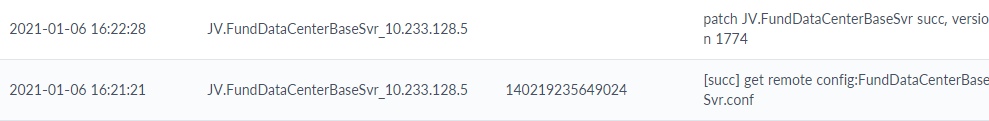 2021-01-06 16:22:28 JV.FundDataCenterBaseSvr_10.233.128.5 patch JV.FundDataCenterBaseSvr succ, versio
n 1774
2021-01-06 16:21:21 JV.FundDataCenterBaseSvr_10.233.128.5 140219235649024 [succ] get remote config:FundDataCenterBase
Svr.conf